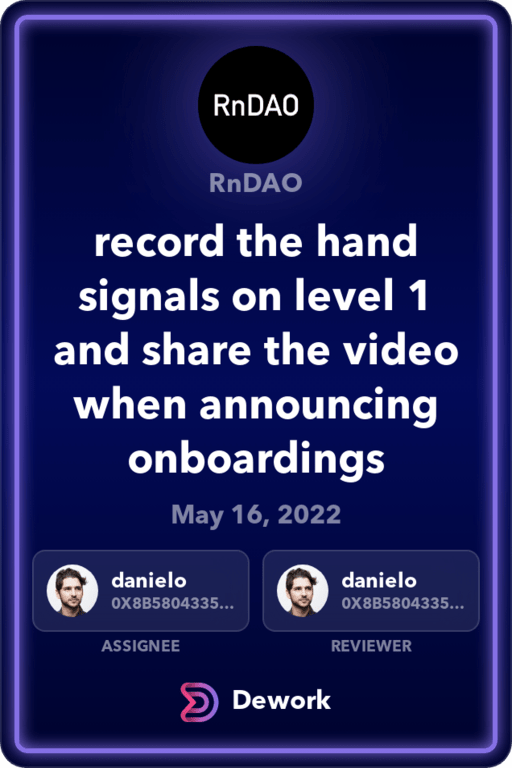 RnDAO
RnDAO
record the hand
signals on level 1
and share the video
when announcing
onboardings
May 16, 2022
danielo
0X8B5804335...
danielo
0X8B5804335...
ASSIGNEE
REVIEWER
Dework